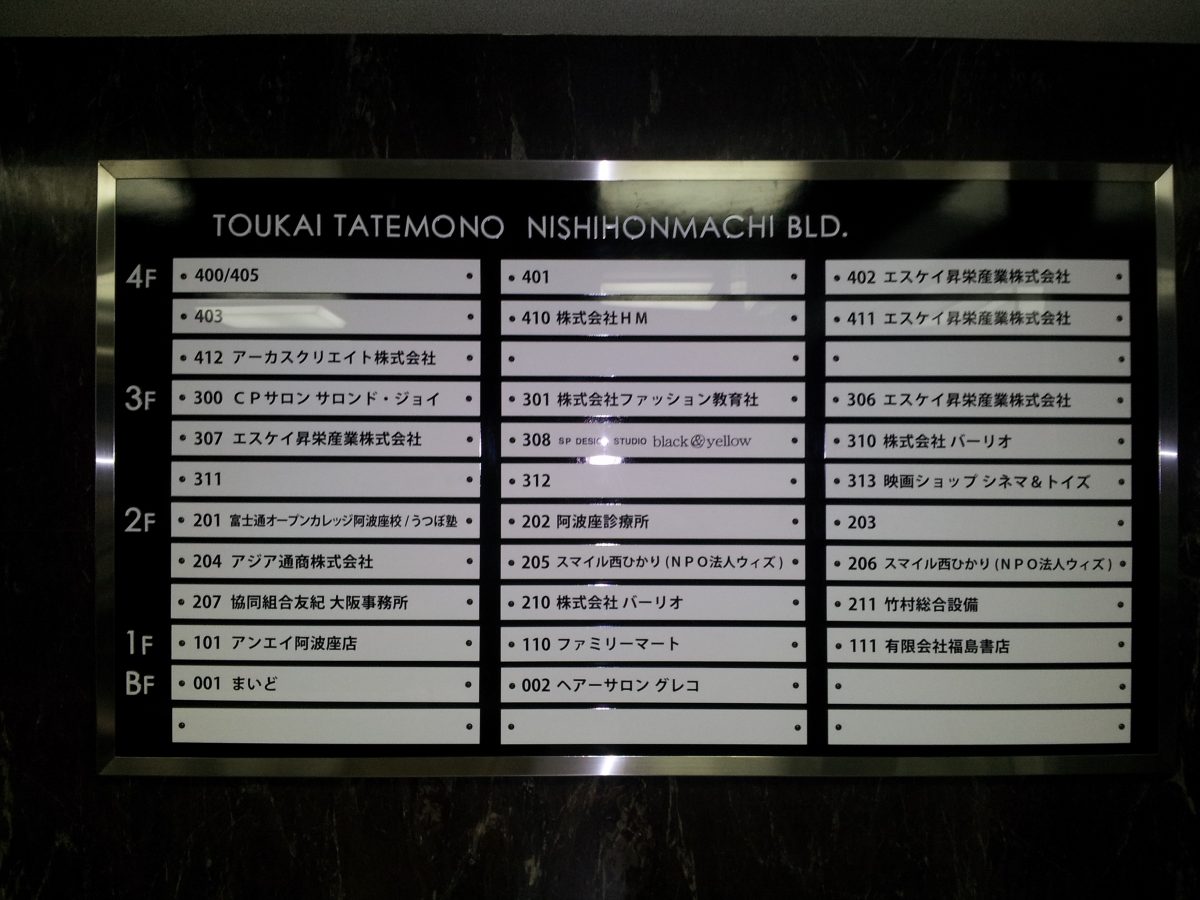 TOUKAI TATEMONO NISHIHONMACHI BLD.
4F 400/405 401 402 エスケイ昇栄産業株式会社
403 410 株式会社HM 411 エスケイ昇栄産業株式会社
412 アーカスクリエイト株式会社
3F 300 CPサロン サロンド・ジョイ 301 株式会社ファッション教育社 306 エスケイ昇栄産業株式会社
307 エスケイ昇栄産業株式会社 308 SP DESIGN STUDIO black&yellow 310 株式会社 バーリオ
311 312 313 映画ショップ シネマ&トイズ
2F 201 富士通オープンカレッジ阿波座校/うつぼ塾 202 阿波座診療所 203
204 アジア通商株式会社 205 スマイル西ひかり(NPO法人ウィズ) 206 スマイル西ひかり(NPO法人ウィズ)
207 協同組合友紀 大阪事務所 210 株式会社 バーリオ 211 竹村総合設備
1F 101 アンエイ阿波座店 110 ファミリーマート 111 有限会社福島書店
BF 001 まいど 002 ヘアーサロン グレコ